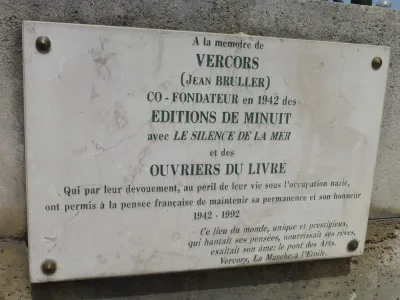 A la mémoire de
VERCORS
(JEAN BRULLER)
CO - FONDATEUR en 1942 des
EDITIONS DE MINUIT
avec LE SILENCE DE LA MER
et des
OUVRIERS DU LIVRE
Qui par leur dévouement, au péril de leur vie sous l'occupation nazie,
ont permis à la pensée française de maintenir sa permanence et son honneur
1942 - 1992
Ce lieu du monde, unique et prestigieux,
qui hantait ses pensées, nourrissait ses rêves,
exaltait son âme: le pont des Arts.
Vercors, La Marche à l'Etoile.